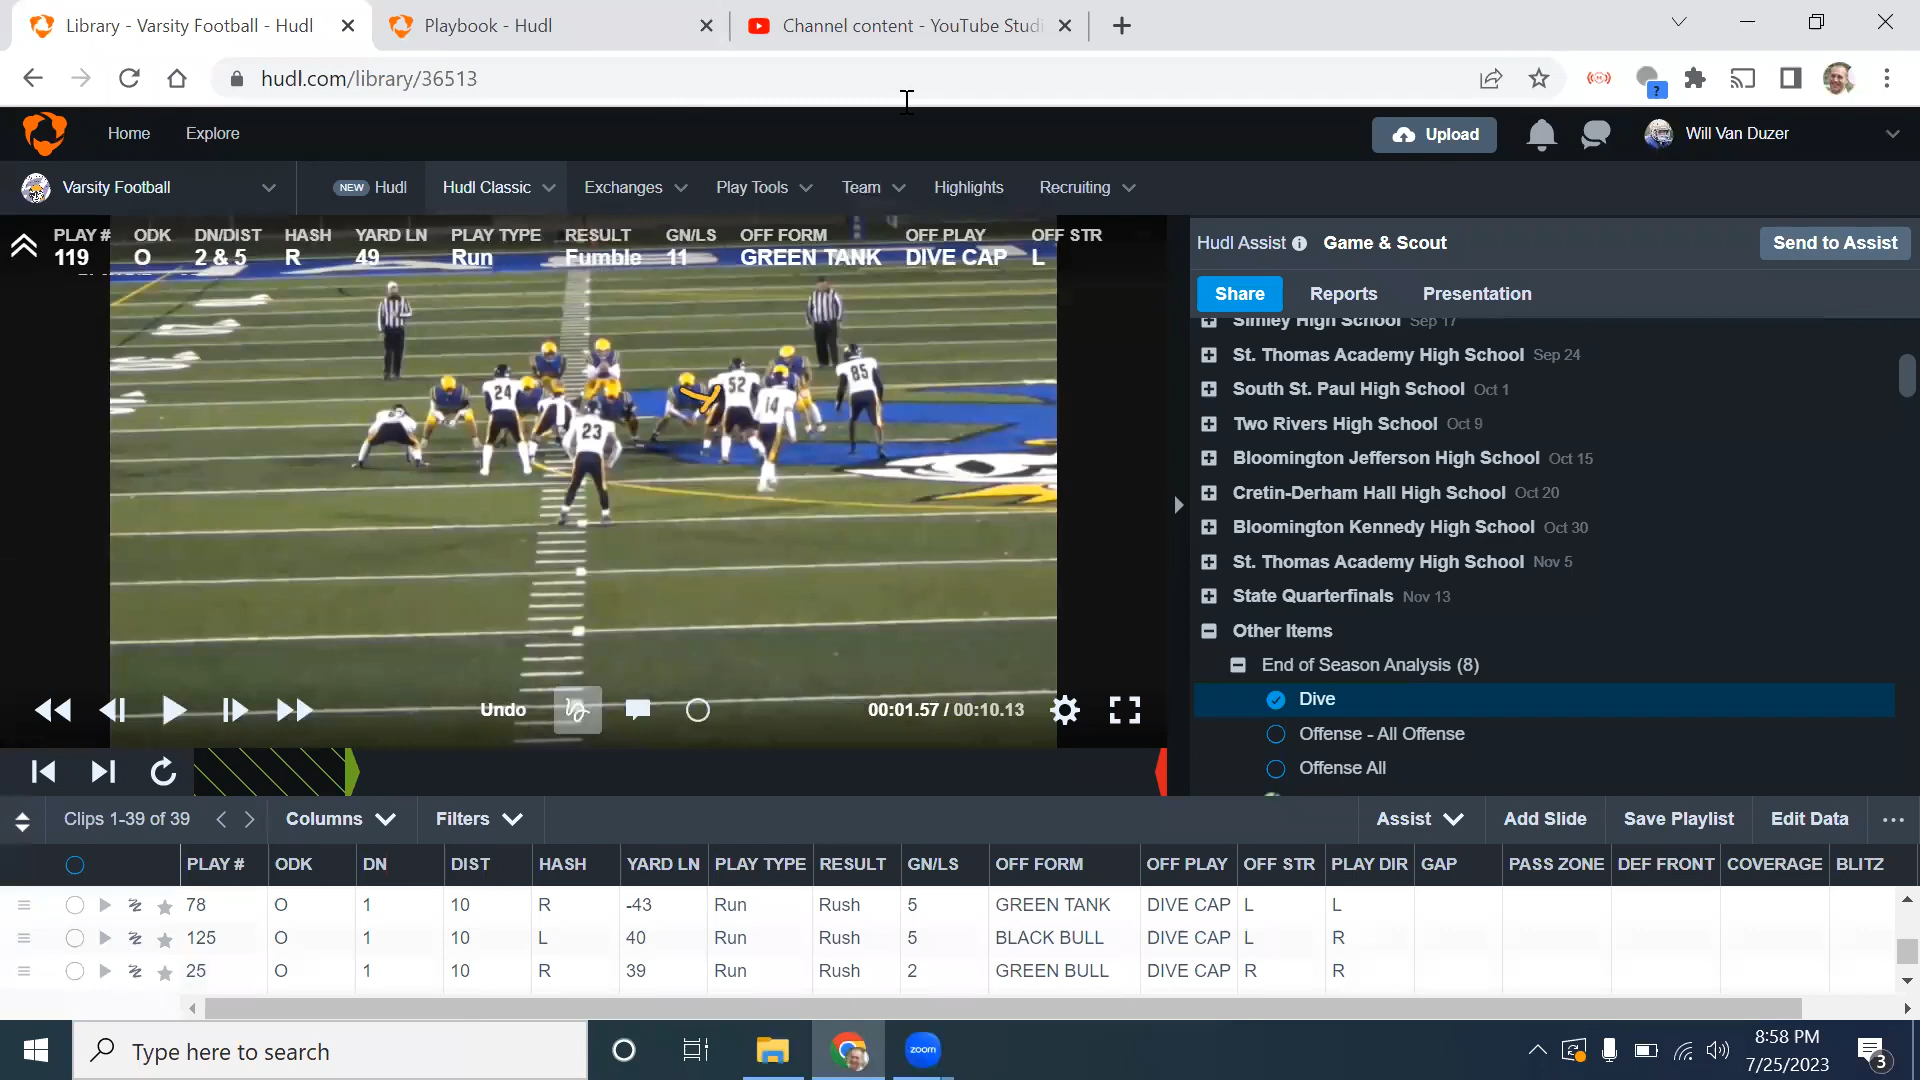 Library - Varsity Football - Hudl
Playbook - Hudl
Channel content - YouTube Studi
hudl.com/library/36513
?
Home
Explore
Upload
Will Van Duzer
Varsity Football
NEW Hudl
Hudl Classic
Exchanges
Play Tools
Team
Highlights
Recruiting
PLAY # ODK DN/DIST HASH YARD LN PLAY TYPE RESULT GN/LS OFF FORM OFF PLAY OFF STR
119 O 2 & 5 R 49 Run Fumble 11 GREEN TANK DIVE CAP L
24
52
14
85
23
Undo
00:01.57 / 00:10.13
Hudl Assist Game & Scout
Send to Assist
Share
Reports
Presentation
Simley High School Sep 17
St. Thomas Academy High School Sep 24
South St. Paul High School Oct 1
Two Rivers High School Oct 9
Bloomington Jefferson High School Oct 15
Cretin-Derham Hall High School Oct 20
Bloomington Kennedy High School Oct 30
St. Thomas Academy High School Nov 5
State Quarterfinals Nov 13
Other Items
End of Season Analysis (8)
Dive
Offense - All Offense
Offense All
Clips 1-39 of 39
Columns
Filters
Assist
Add Slide
Save Playlist
Edit Data
PLAY # ODK DN DIST HASH YARD LN PLAY TYPE RESULT GN/LS OFF FORM OFF PLAY OFF STR PLAY DIR GAP PASS ZONE DEF FRONT COVERAGE BLITZ
78 O 1 10 R -43 Run Rush 5 GREEN TANK DIVE CAP L L
125 O 1 10 L 40 Run Rush 5 BLACK BULL DIVE CAP L R
25 O 1 10 R 39 Run Rush 2 GREEN BULL DIVE CAP R R
Type here to search
zoom
8:58 PM
7/25/2023
3